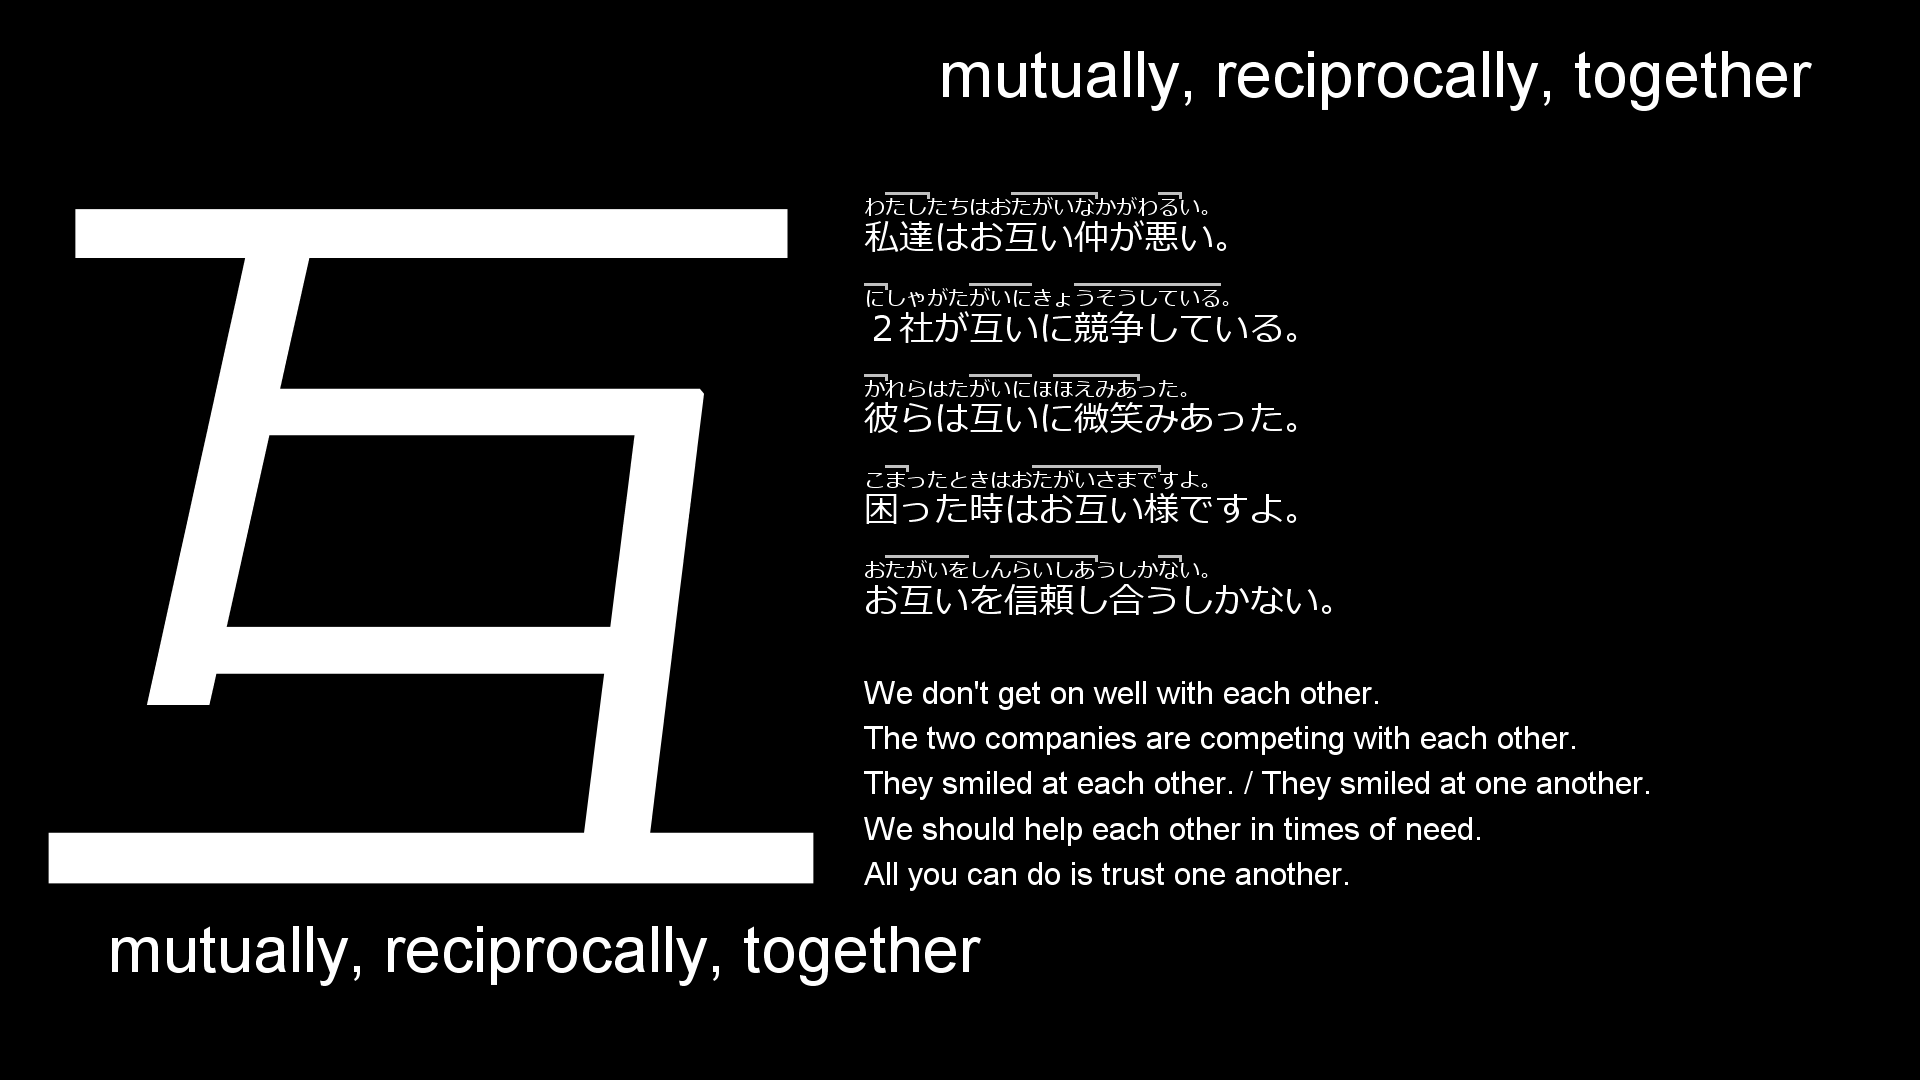 mutually, reciprocally, together
互
わたしたちはおたがいなかがわるい。
私達はお互い仲が悪い。
にしゃがたがいにきょうそうしている。
２社が互いに競争している。
かれらはたがいにほほえみあった。
彼らは互いに微笑みあった。
こまったときはおたがいさまですよ。
困った時はお互い様ですよ。
おたがいをしんらいしあうしかない。
お互いを信頼し合うしかない。
We don't get on well with each other.
The two companies are competing with each other.
They smiled at each other. / They smiled at one another.
We should help each other in times of need.
All you can do is trust one another.
mutually, reciprocally, together